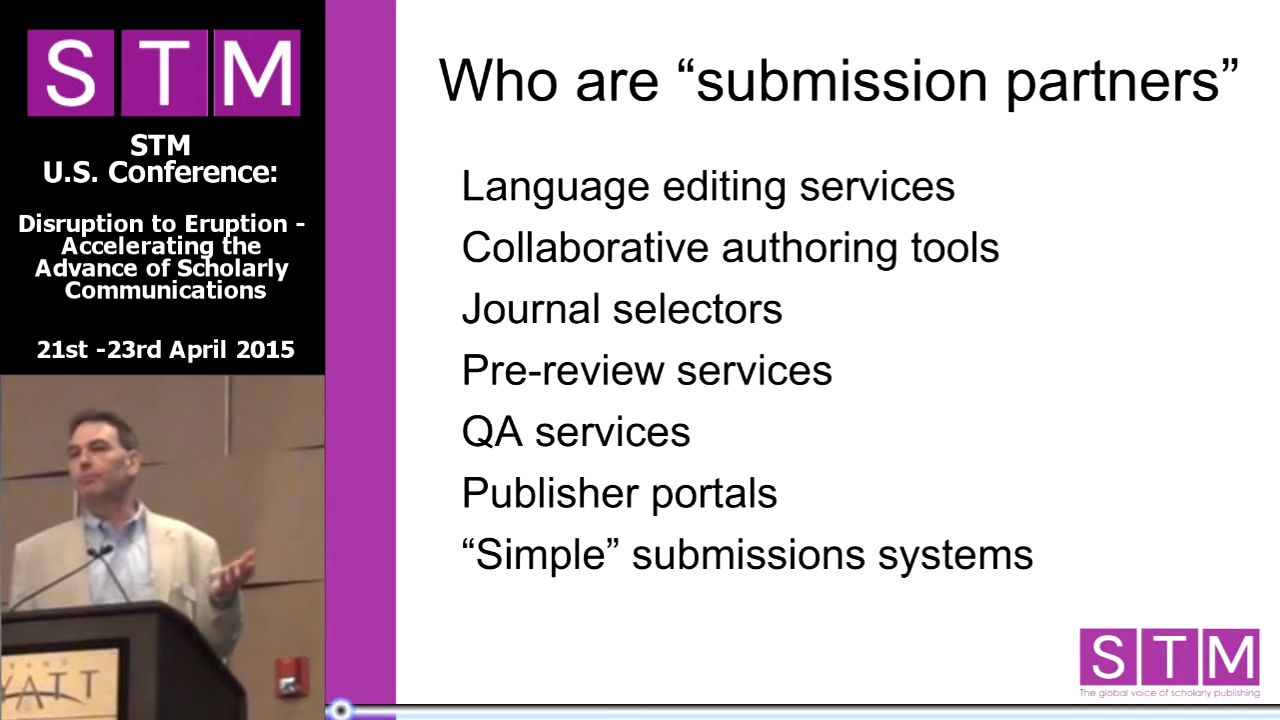 STM
STM
U.S. Conference:
Disruption to Eruption -
Accelerating the
Advance of Scholarly
Communications
21st -23rd April 2015
Who are “submission partners”
Language editing services
Collaborative authoring tools
Journal selectors
Pre-review services
QA services
Publisher portals
“Simple” submissions systems
STM
The global voice of scholarly publishing